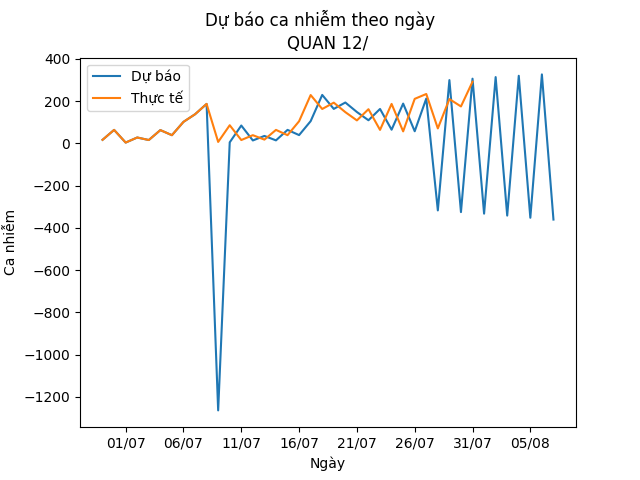 Dự báo ca nhiễm theo ngày
QUAN 12/
Dự báo
Thực tế
400
200
0
−200
−400
−600
−800
−1000
−1200
Ca nhiễm
01/07 06/07 11/07 16/07 21/07 26/07 31/07 05/08
Ngày